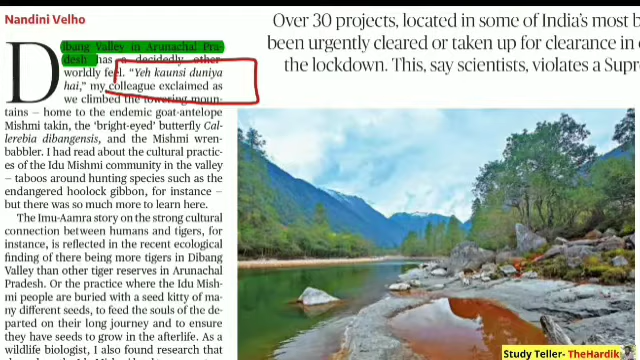 Nandini Velho
Over 30 projects, located in some of India's most b
been urgently cleared or taken up for clearance in
the lockdown. This, say scientists, violates a Supr
Dibang Valley in Arunachal Pra-
desh has a decidedly other
worldly feel. "Yeh kaunsi duniya
hai," my colleague exclaimed as
we climbed the towering moun-
tains — home to the endemic goat-antelope
Mishmi takin, the 'bright-eyed' butterfly Cal-
lerebia dibangensis, and the Mishmi wren-
babbler. I had read about the cultural practic-
es of the Idu Mishmi community in the valley
— taboos around hunting species such as the
endangered hoolock gibbon, for instance —
but there was so much more to learn here.
The Imu-Aamra story on the strong cultural
connection between humans and tigers, for
instance, is reflected in the recent ecological
finding of there being more tigers in Dibang
Valley than other tiger reserves in Arunachal
Pradesh. Or the practice where the Idu Mish-
mi people are buried with a seed kitty of ma-
ny different seeds, to feed the souls of the de-
parted on their long journey and to ensure
they have seeds to grow in the afterlife. As a
wildlife biologist, I also found research that
Study Teller- TheHardik